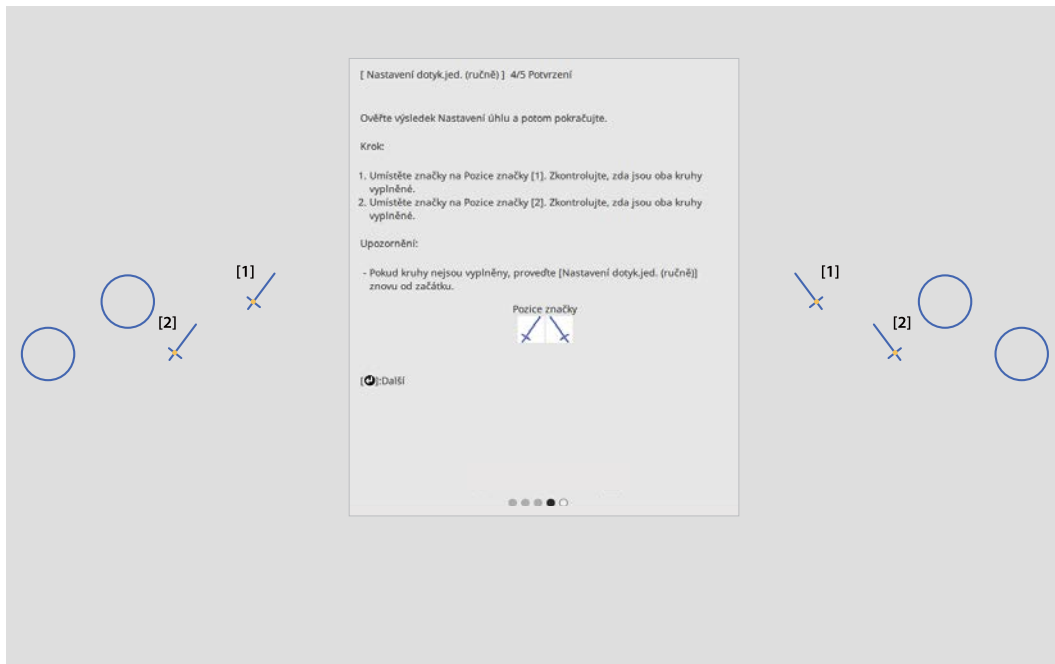 [ Nastavení dotyk.jed. (ručně) ] 4/5 Potvrzení
Ověřte výsledek Nastavení úhlu a potom pokračujte.
Krok:
1. Umístěte značky na Pozice značky [1]. Zkontrolujte, zda jsou oba kruhy
vyplněné.
2. Umístěte značky na Pozice značky [2]. Zkontrolujte, zda jsou oba kruhy
vyplněné.
Upozornění:
- Pokud kruhy nejsou vyplněny, proveďte [Nastavení dotyk.jed. (ručně)]
znovu od začátku.
[1]
[1]
Pozice značky
[2]
[2]
[ ]:Další